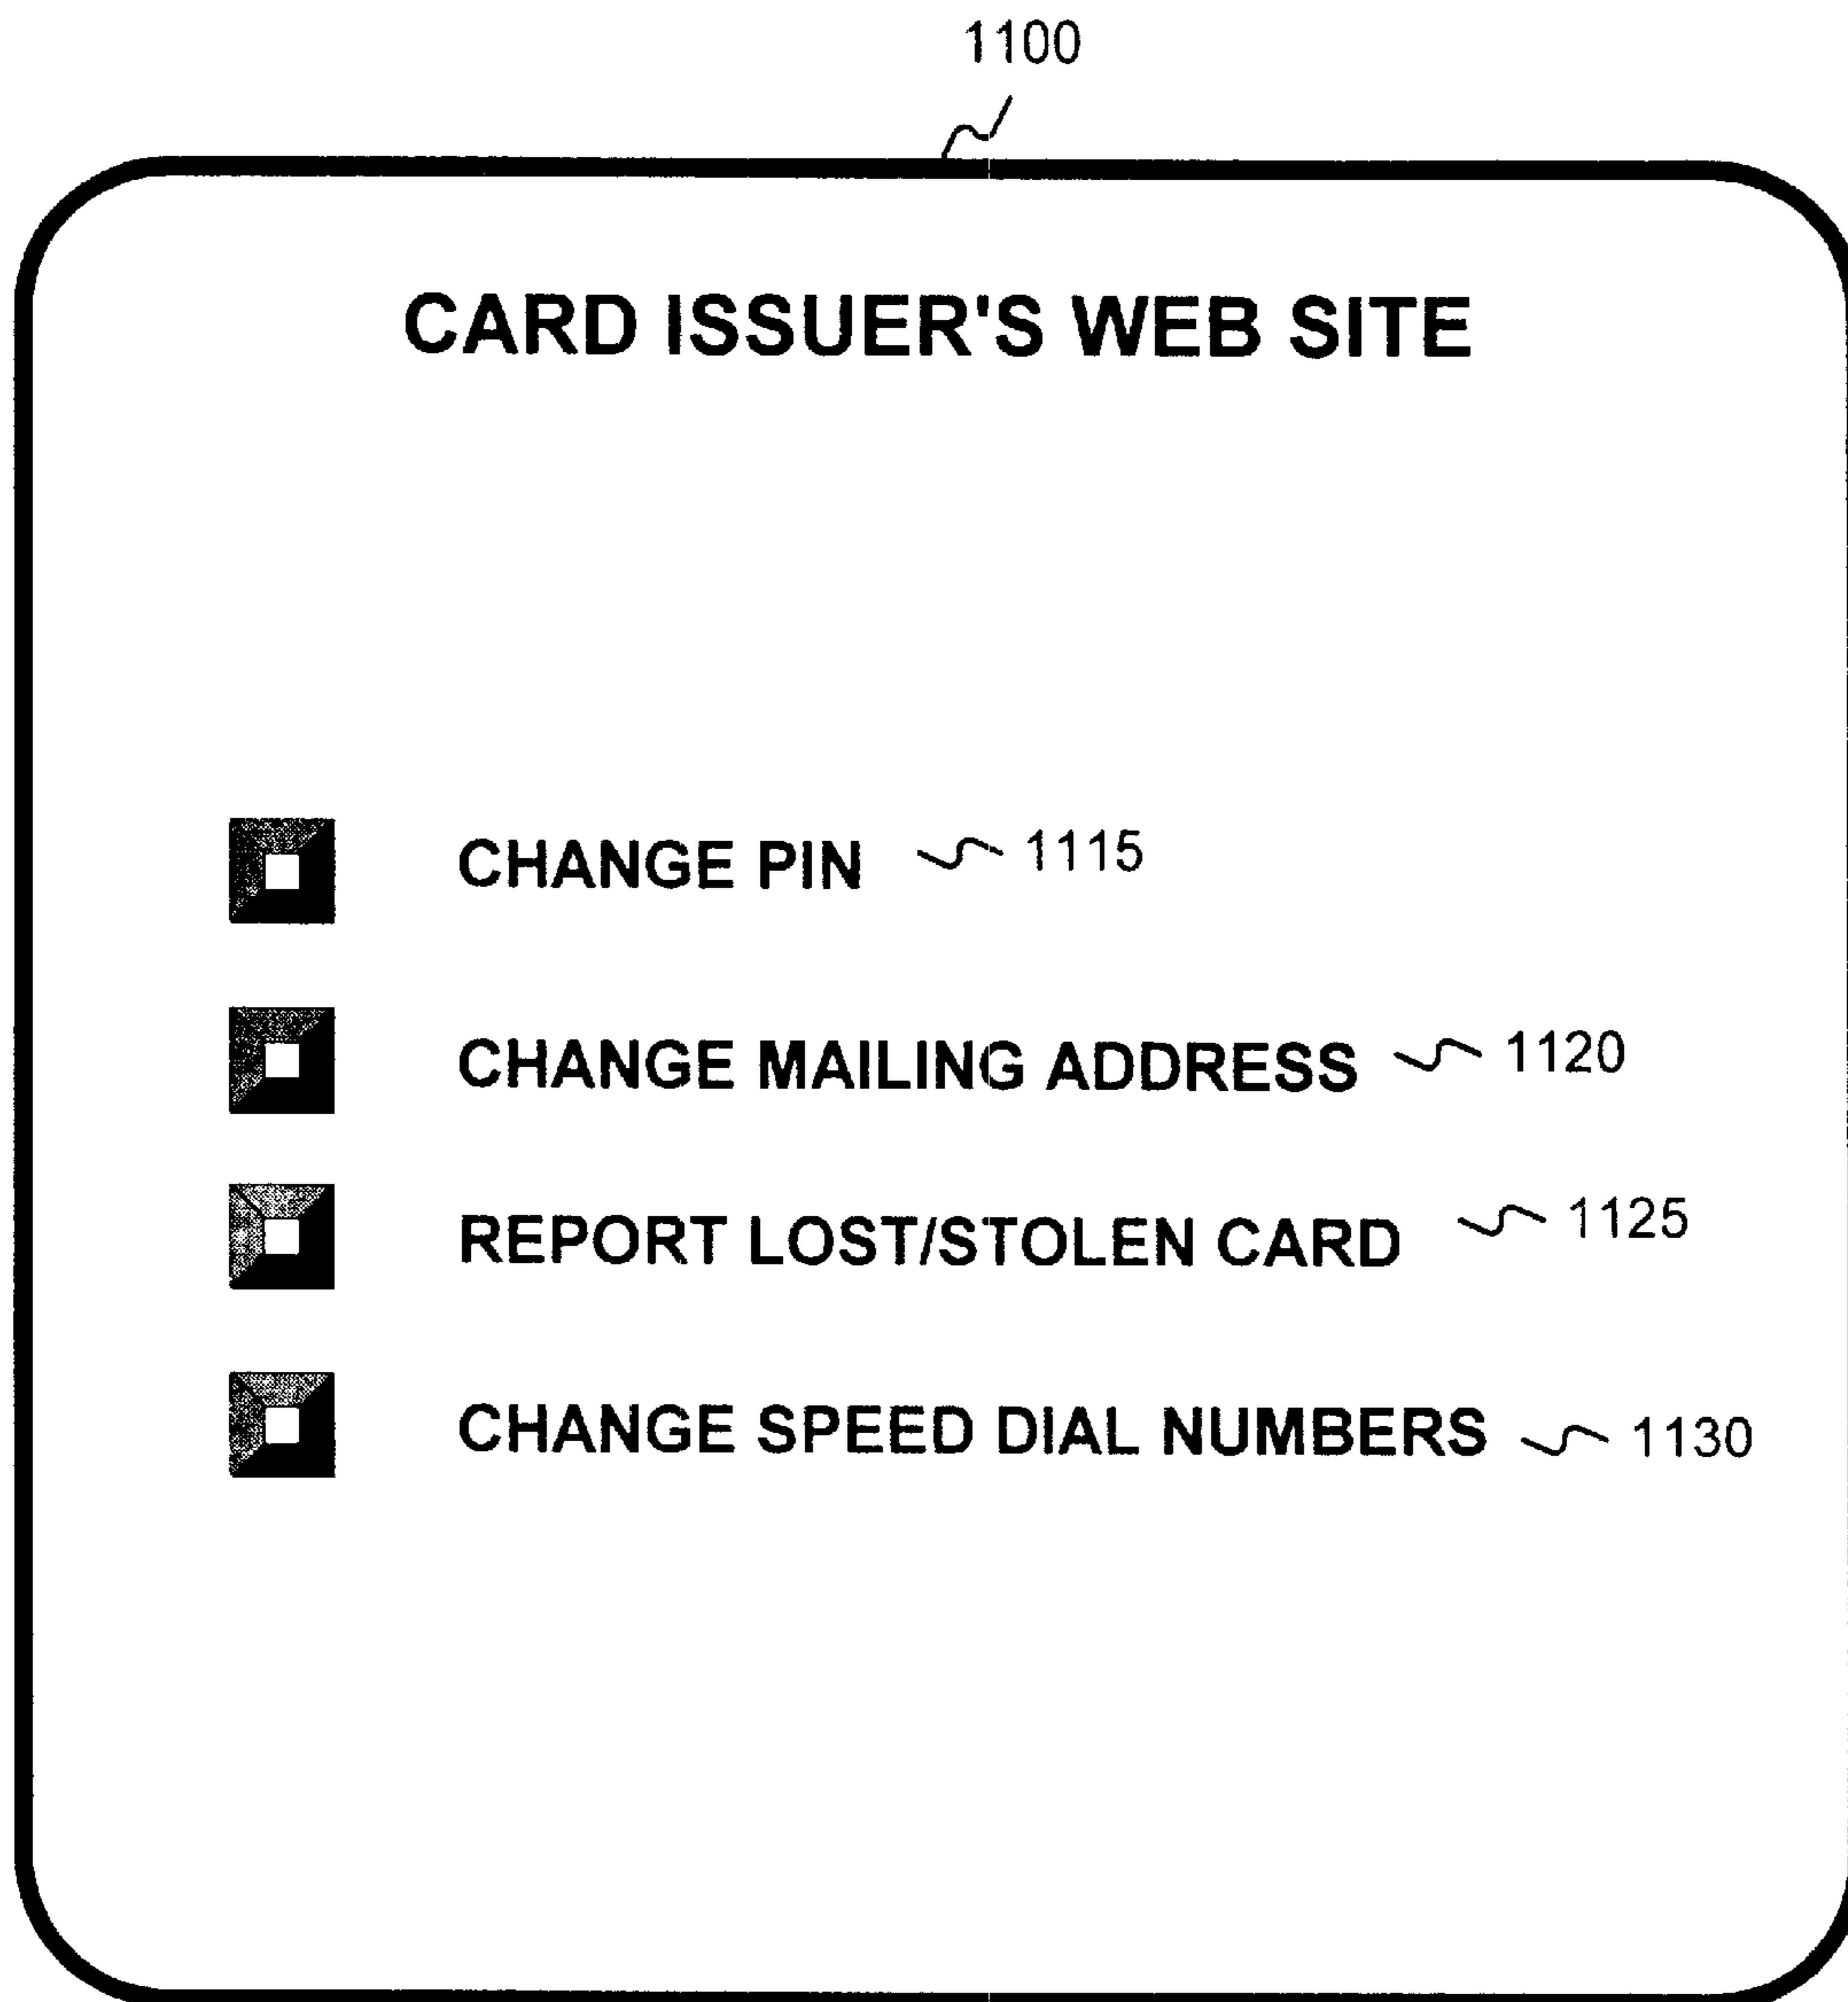 1100
CARD ISSUER'S WEB SITE
CHANGE PIN 1115
CHANGE MAILING ADDRESS 1120
REPORT LOST/STOLEN CARD 1125
CHANGE SPEED DIAL NUMBERS 1130